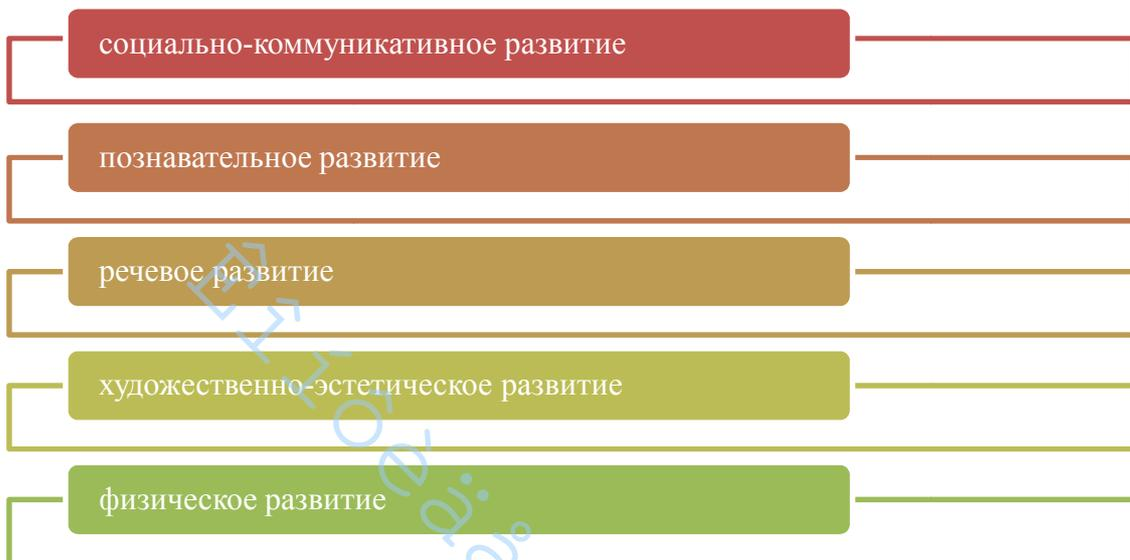 социально-коммуникативное развитие
познавательное развитие
речевое развитие
художественно-эстетическое развитие
физическое развитие